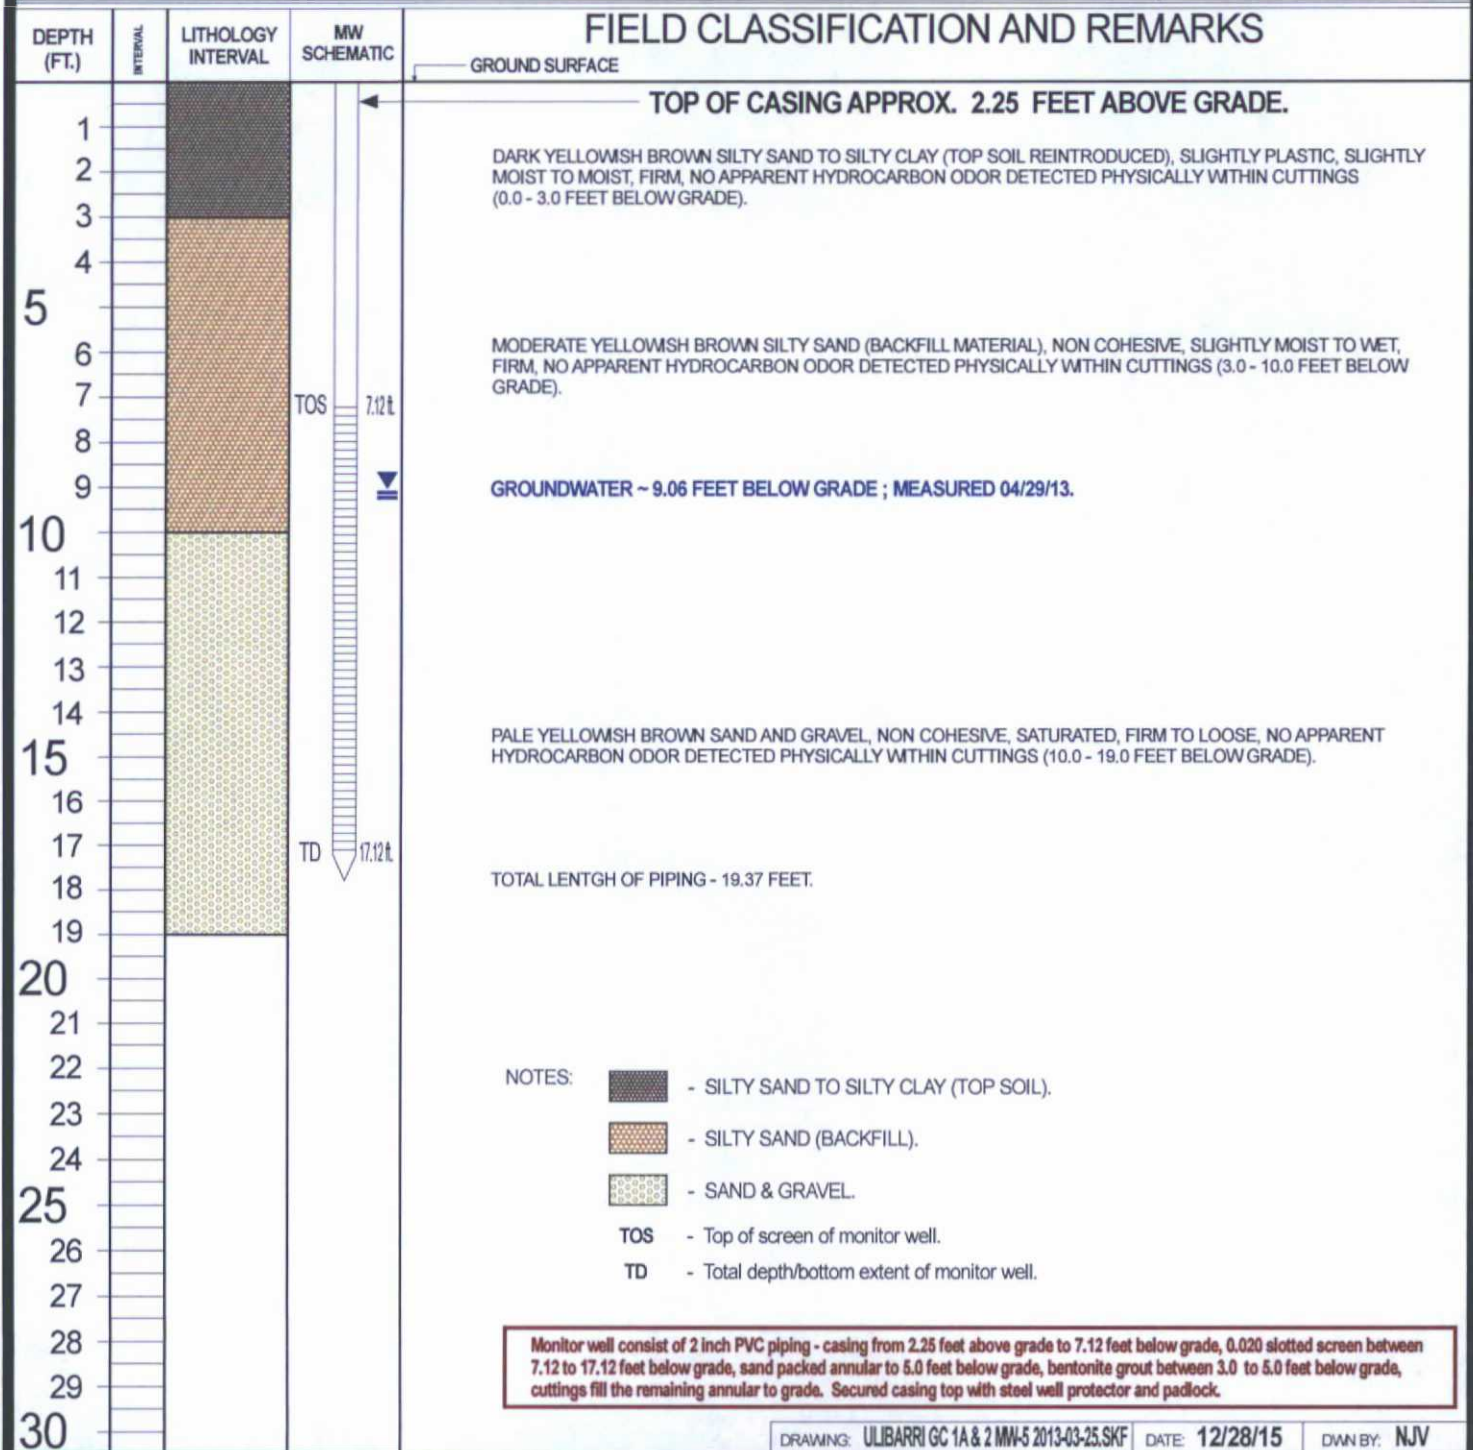 DEPTH (FT.)
INTERVAL
LITHOLOGY INTERVAL
MW SCHEMATIC
FIELD CLASSIFICATION AND REMARKS
GROUND SURFACE
TOP OF CASING APPROX. 2.25 FEET ABOVE GRADE.
1
DARK YELLOWISH BROWN SILTY SAND TO SILTY CLAY (TOP SOIL REINTRODUCED), SLIGHTLY PLASTIC, SLIGHTLY
2
MOIST TO MOIST, FIRM, NO APPARENT HYDROCARBON ODOR DETECTED PHYSICALLY WITHIN CUTTINGS
(0.0 - 3.0 FEET BELOW GRADE).
3
4
5
MODERATE YELLOWISH BROWN SILTY SAND (BACKFILL MATERIAL), NON COHESIVE, SLIGHTLY MOIST TO WET,
6
FIRM, NO APPARENT HYDROCARBON ODOR DETECTED PHYSICALLY WITHIN CUTTINGS (3.0 - 10.0 FEET BELOW
GRADE).
7
TOS 7.12 ft.
8
9
GROUNDWATER ~ 9.06 FEET BELOW GRADE ; MEASURED 04/29/13.
10
11
12
13
14
PALE YELLOWISH BROWN SAND AND GRAVEL, NON COHESIVE, SATURATED, FIRM TO LOOSE, NO APPARENT
15
HYDROCARBON ODOR DETECTED PHYSICALLY WITHIN CUTTINGS (10.0 - 19.0 FEET BELOW GRADE).
16
17
TD 17.12 ft.
18
TOTAL LENTGH OF PIPING - 19.37 FEET.
19
20
21
22
NOTES:
- SILTY SAND TO SILTY CLAY (TOP SOIL).
23
- SILTY SAND (BACKFILL).
24
- SAND & GRAVEL.
25
TOS - Top of screen of monitor well.
26
TD - Total depth/bottom extent of monitor well.
27
28
Monitor well consist of 2 inch PVC piping - casing from 2.25 feet above grade to 7.12 feet below grade, 0.020 slotted screen between
7.12 to 17.12 feet below grade, sand packed annular to 5.0 feet below grade, bentonite grout between 3.0 to 5.0 feet below grade,
29
cuttings fill the remaining annular to grade. Secured casing top with steel well protector and padlock.
30
DRAWING: ULIBARRI GC 1A & 2 MW-5 2013-03-25.SKF DATE: 12/28/15 DWN BY: NJV